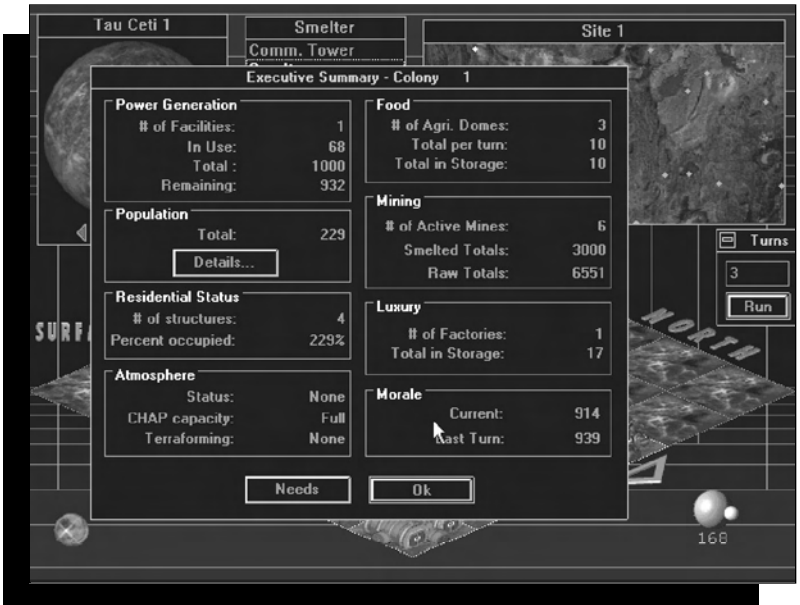 Tau Ceti 1
Smelter
Site 1
Comm. Tower
Executive Summary - Colony 1
Power Generation
# of Facilities: 1
In Use: 68
Total : 1000
Remaining: 932
Population
Total: 229
Details...
Residential Status
# of structures: 4
Percent occupied: 229%
Atmosphere
Status: None
CHAP capacity: Full
Terraforming: None
Food
# of Agri. Domes: 3
Total per turn: 10
Total in Storage: 10
Mining
# of Active Mines: 6
Smelted Totals: 3000
Raw Totals: 6551
Luxury
# of Factories: 1
Total in Storage: 17
Morale
Current: 914
Last Turn: 939
Needs
Ok
Turns
3
Run
SURFA
NORTH
168